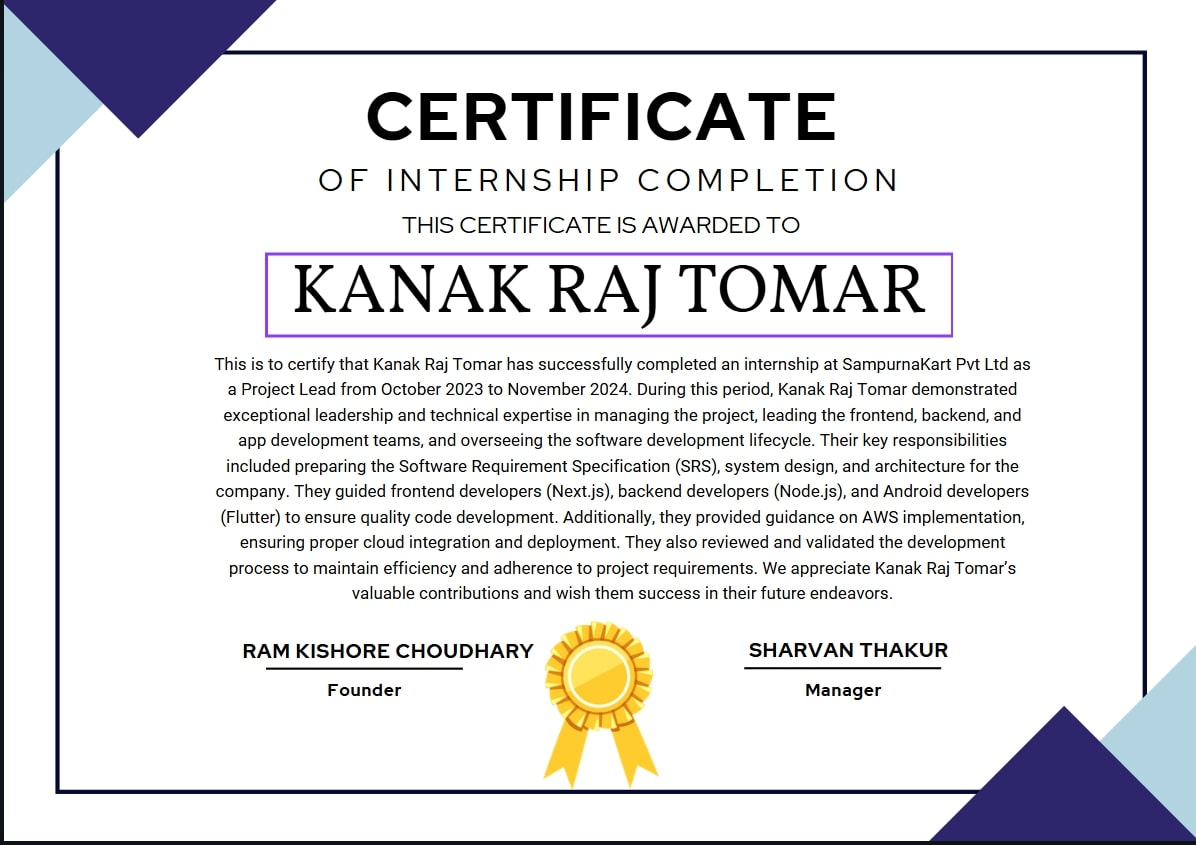 CERTIFICATE
OF INTERNSHIP COMPLETION
THIS CERTIFICATE IS AWARDED TO
KANAK RAJ TOMAR
This is to certify that Kanak Raj Tomar has successfully completed an internship at SampurnaKart Pvt Ltd as
a Project Lead from October 2023 to November 2024. During this period, Kanak Raj Tomar demonstrated
exceptional leadership and technical expertise in managing the project, leading the frontend, backend, and
app development teams, and overseeing the software development lifecycle. Their key responsibilities
included preparing the Software Requirement Specification (SRS), system design, and architecture for the
company. They guided frontend developers (Next.js), backend developers (Node.js), and Android developers
(Flutter) to ensure quality code development. Additionally, they provided guidance on AWS implementation,
ensuring proper cloud integration and deployment. They also reviewed and validated the development
process to maintain efficiency and adherence to project requirements. We appreciate Kanak Raj Tomar’s
valuable contributions and wish them success in their future endeavors.
RAM KISHORE CHOUDHARY
Founder
SHARVAN THAKUR
Manager